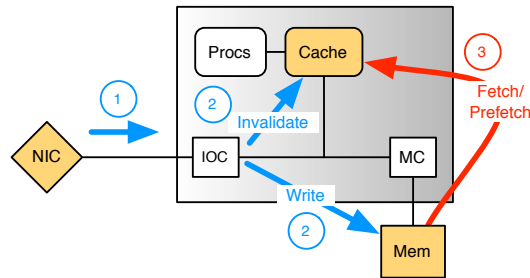 Procs
Cache
3
1
2
Fetch/
Prefetch
Invalidate
NIC
IOC
MC
Write
2
Mem